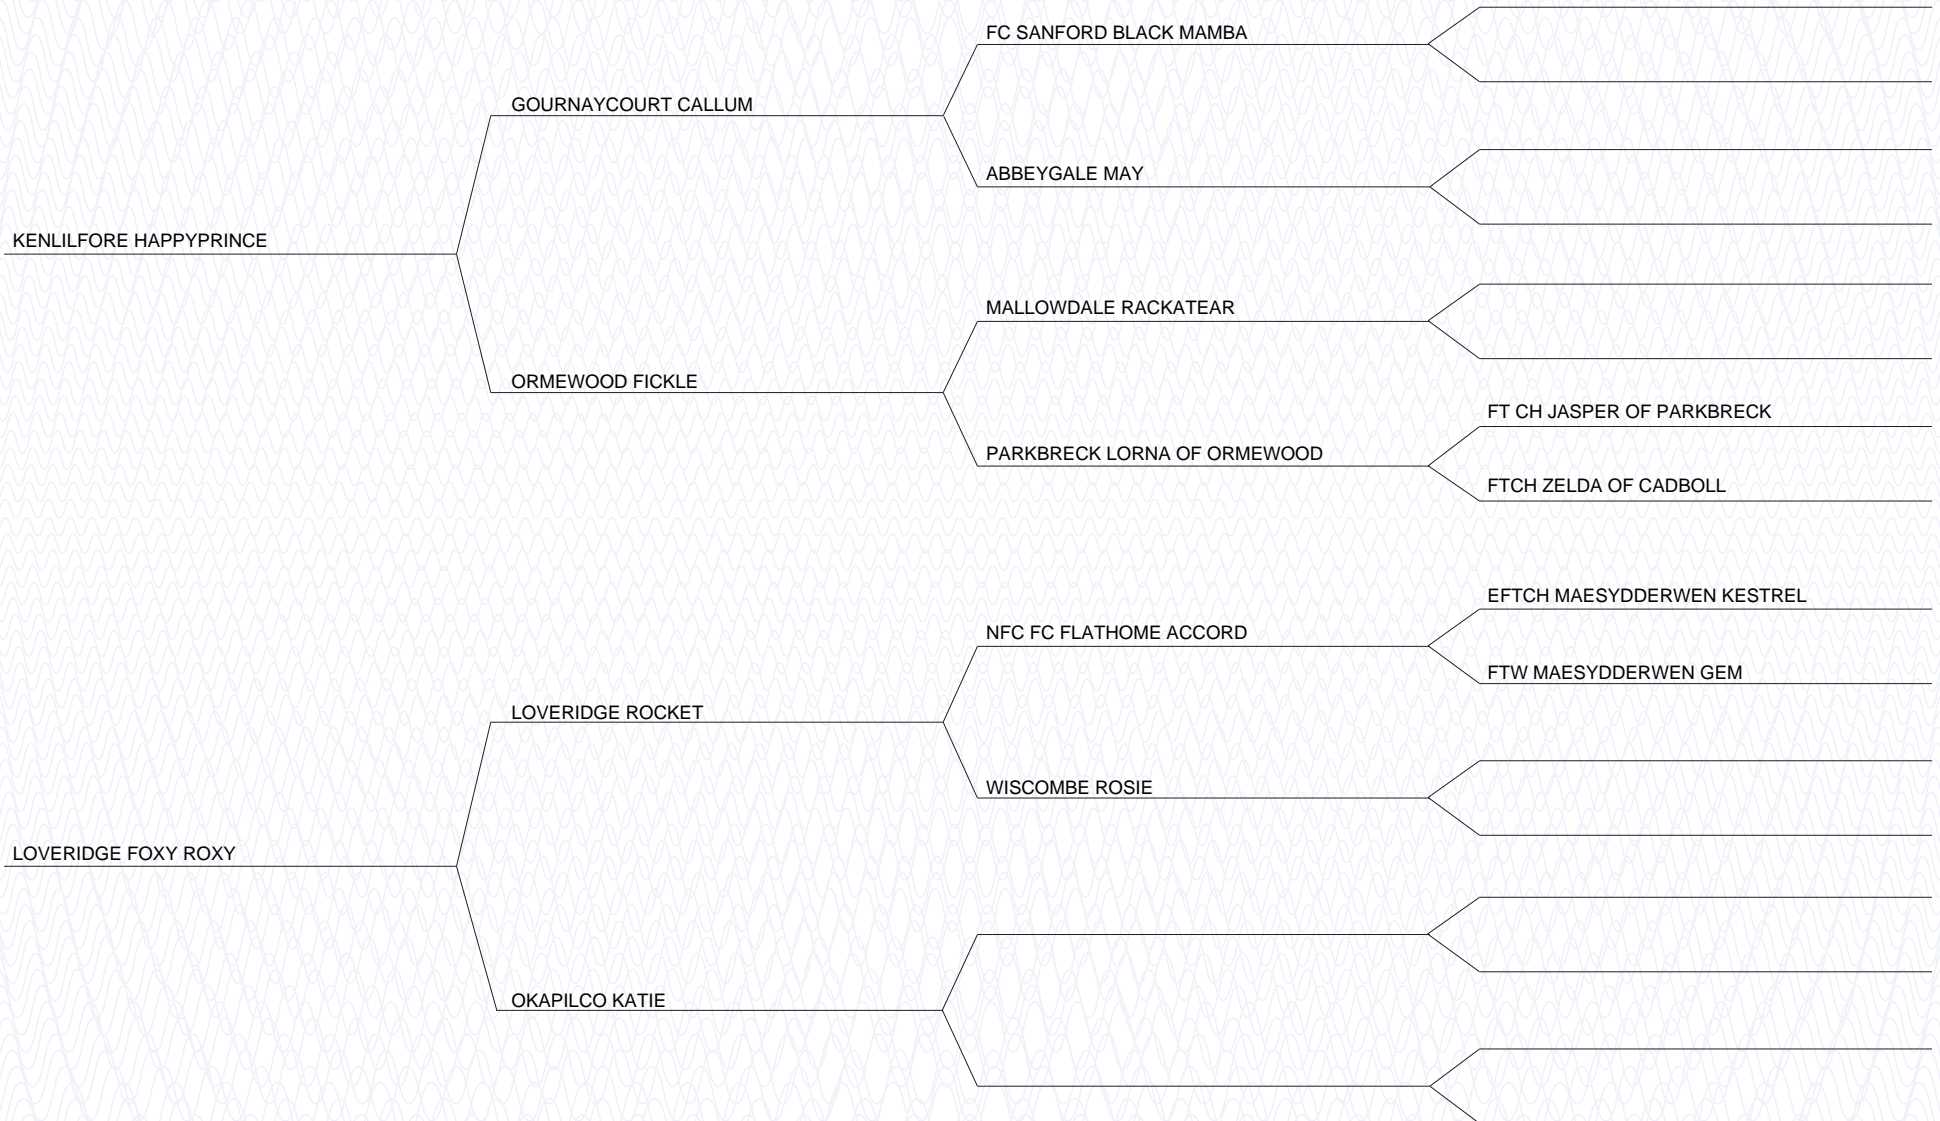 FC SANFORD BLACK MAMBA
GOURNAYCOURT CALLUM
ABBEYGALE MAY
KENLILFORE HAPPYPRINCE
MALLOWDALE RACKATEAR
ORMEWOOD FICKLE
FT CH JASPER OF PARKBRECK
PARKBRECK LORNA OF ORMEWOOD
FTCH ZELDA OF CADBOLL
EFTCH MAESYDDERWEN KESTREL
NFC FC FLATHOME ACCORD
FTW MAESYDDERWEN GEM
LOVERIDGE ROCKET
WISCOMBE ROSIE
LOVERIDGE FOXY ROXY
OKAPILCO KATIE